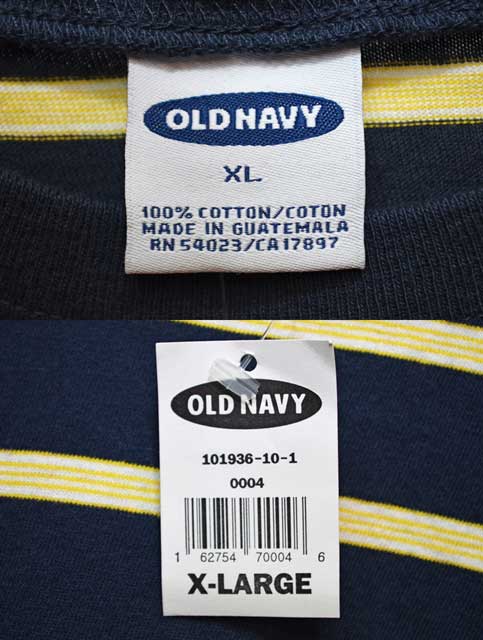 OLD NAVY
XL
100% COTTON/COTON
MADE IN GUATEMALA
RN 54023/CA17897
OLD NAVY
101936-10-1
0004
1 62754 70004 6
X-LARGE